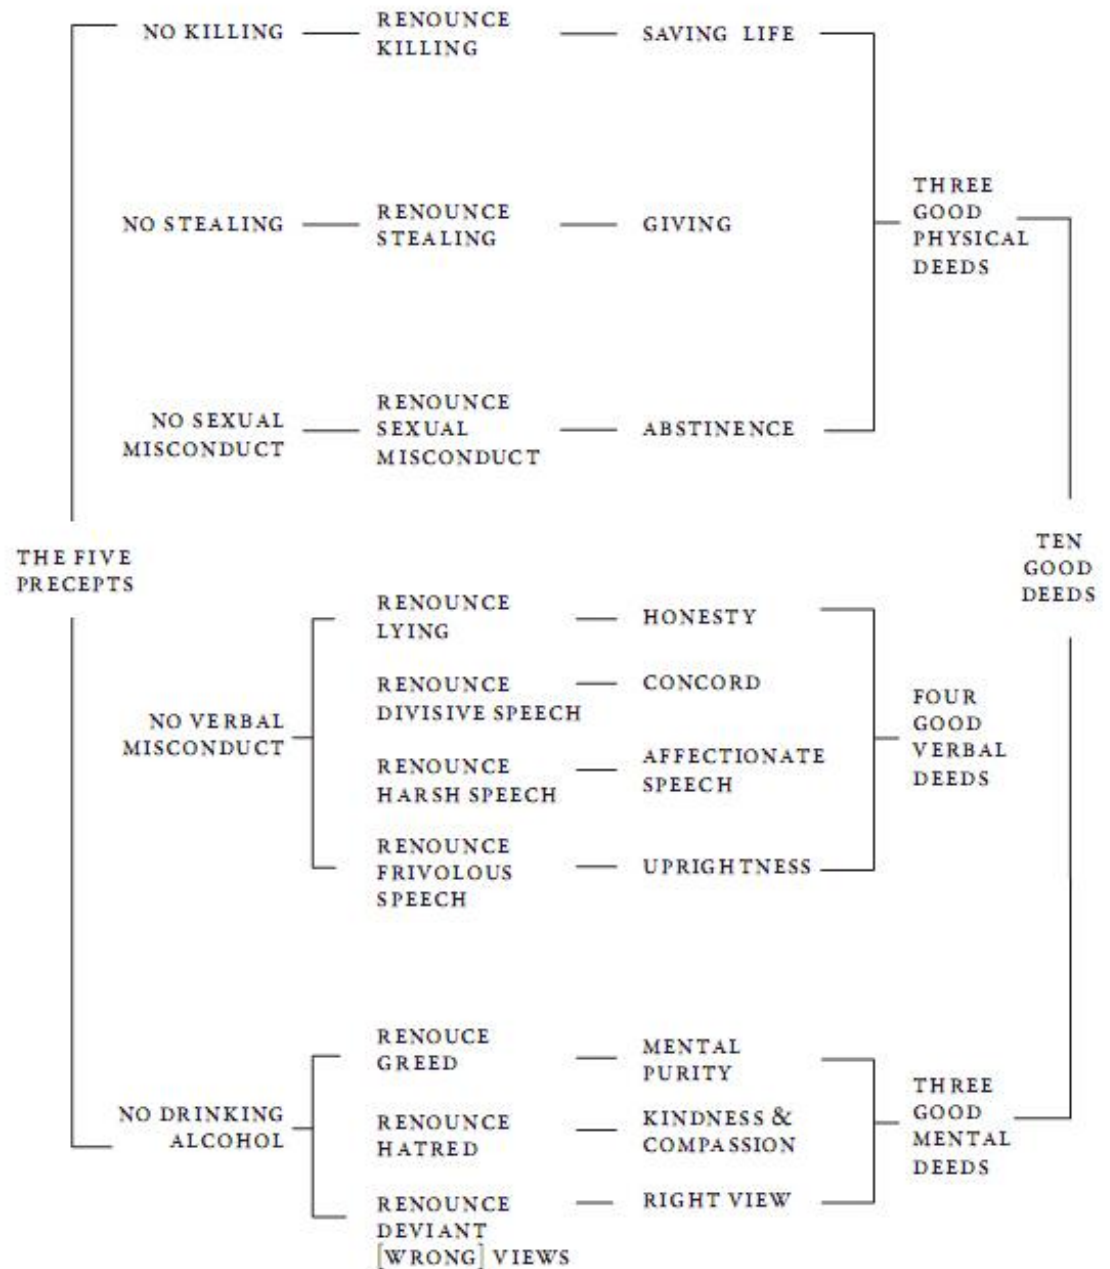 NO KILLING
RENOUNCE
KILLING
SAVING LIFE
NO STEALING
RENOUNCE
STEALING
GIVING
THREE
GOOD
PHYSICAL
DEEDS
NO SEXUAL
MISCONDUCT
RENOUNCE
SEXUAL
MISCONDUCT
ABSTINENCE
THE FIVE
PRECEPTS
TEN
GOOD
DEEDS
NO VERBAL
MISCONDUCT
RENOUNCE
LYING
HONESTY
RENOUNCE
DIVISIVE SPEECH
CONCORD
RENOUNCE
HARSH SPEECH
AFFECTIONATE
SPEECH
RENOUNCE
FRIVOLOUS
SPEECH
UPRIGHTNESS
FOUR
GOOD
VERBAL
DEEDS
NO DRINKING
ALCOHOL
RENOUCE
GREED
MENTAL
PURITY
RENOUNCE
HATRED
KINDNESS &
COMPASSION
RENOUNCE
DEVIANT
[WRONG] VIEWS
RIGHT VIEW
THREE
GOOD
MENTAL
DEEDS